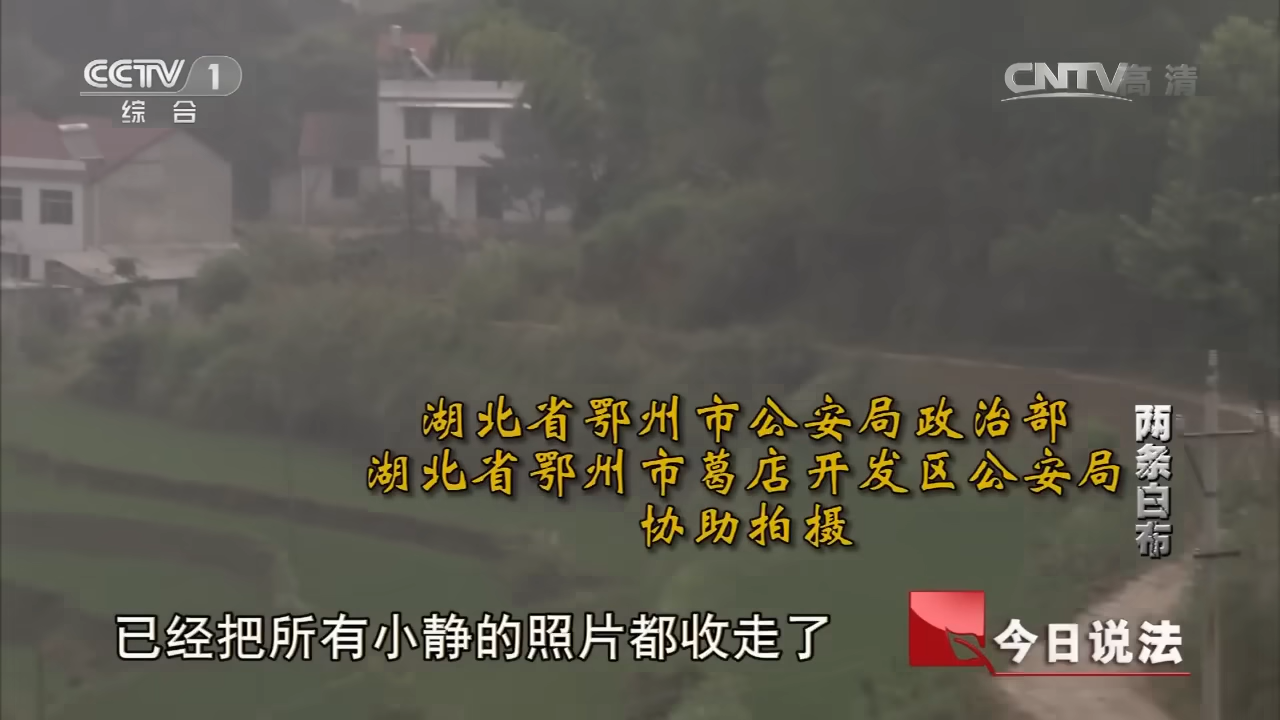 CCTV 1
综合
CNTV高清
湖北省鄂州市公安局政治部
湖北省鄂州市葛店开发区公安局
协助拍摄
两条白布
已经把所有小静的照片都收走了
今日说法